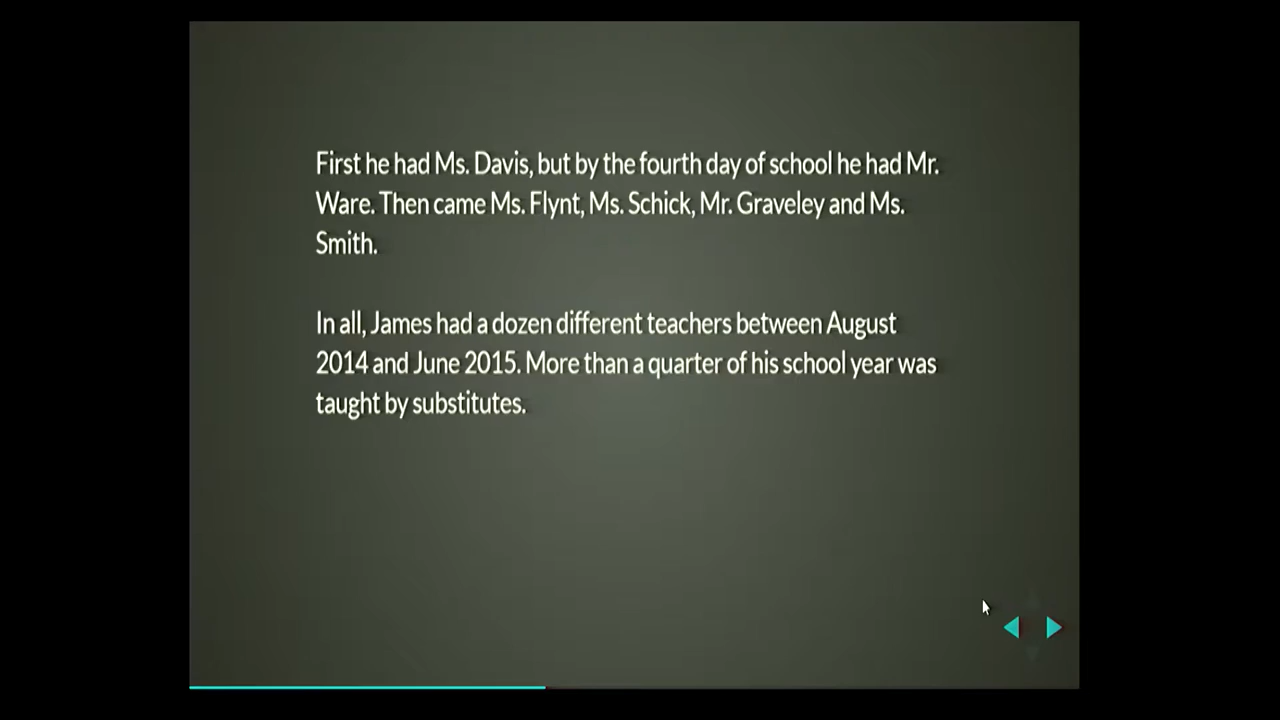 First he had Ms. Davis, but by the fourth day of school he had Mr.
Ware. Then came Ms. Flynt, Ms. Schick, Mr. Graveley and Ms.
Smith.
In all, James had a dozen different teachers between August
2014 and June 2015. More than a quarter of his school year was
taught by substitutes.